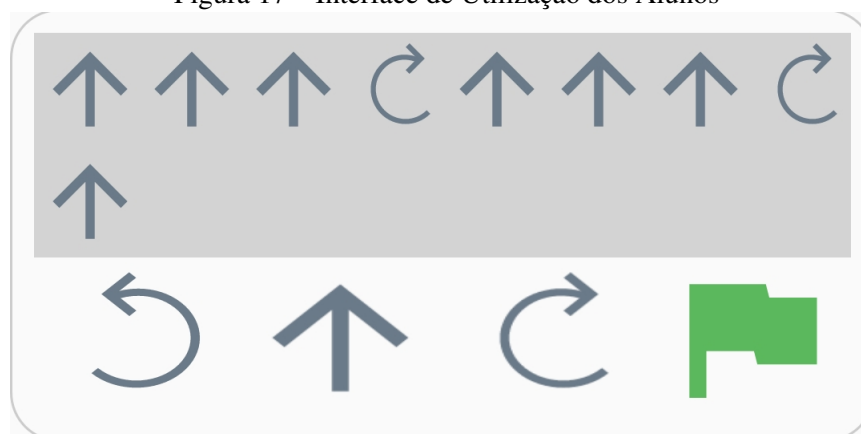 Figura 17 – Interface de Utilização dos Alunos